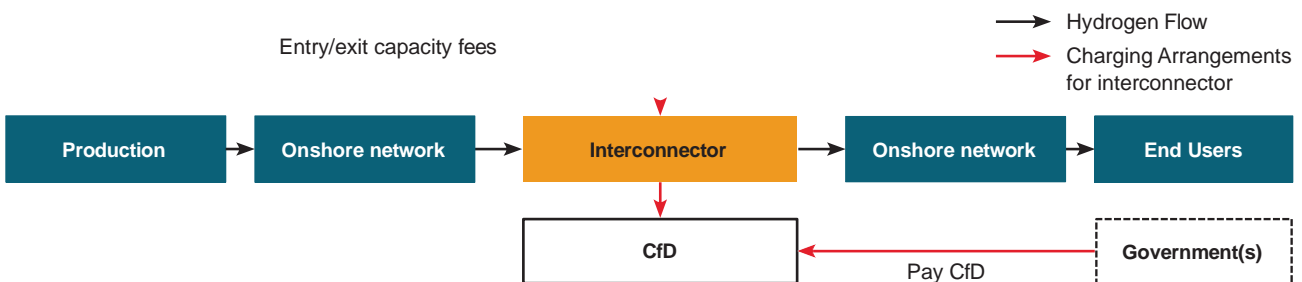 Hydrogen Flow
Entry/exit capacity fees
Charging Arrangements
for interconnector
Production
Onshore network
Interconnector
Onshore network
End Users
CfD
Government(s)
Pay CfD